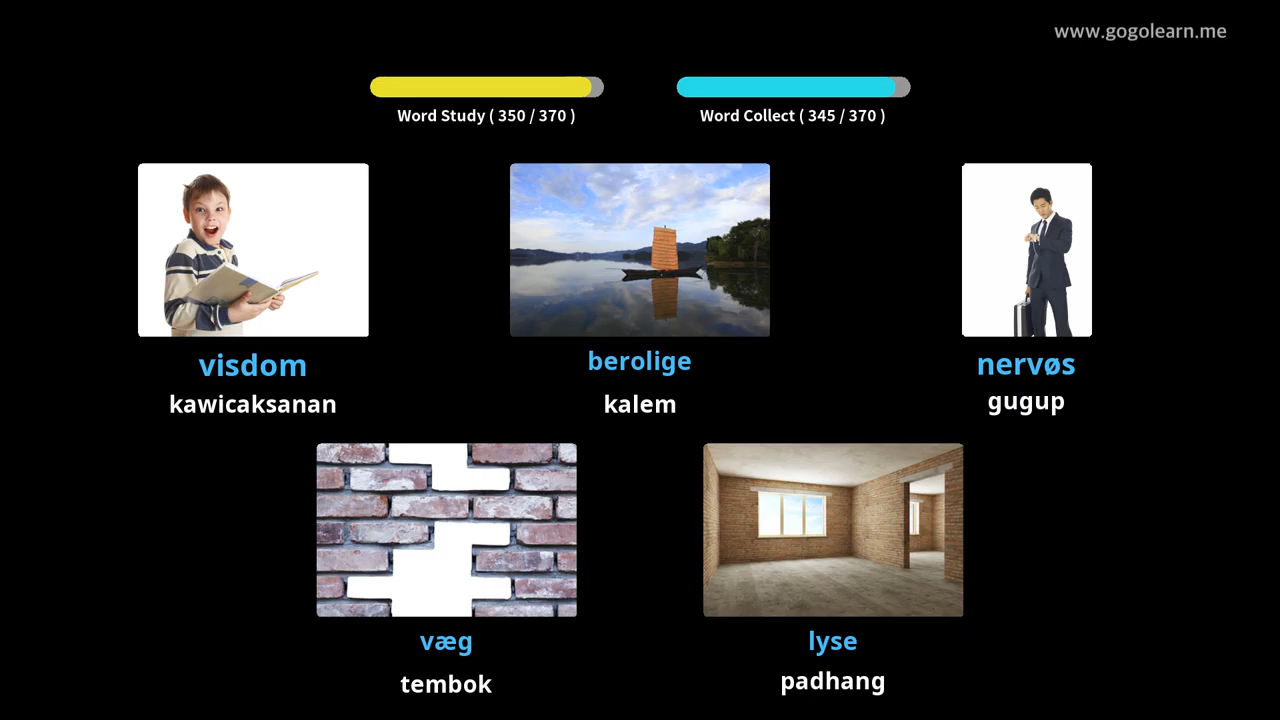 www.gogolearn.me
Word Study ( 350 / 370 )
Word Collect ( 345 / 370 )
visdom
kawicaksanan
berolige
kalem
nervøs
gugup
væg
tembok
lyse
padhang